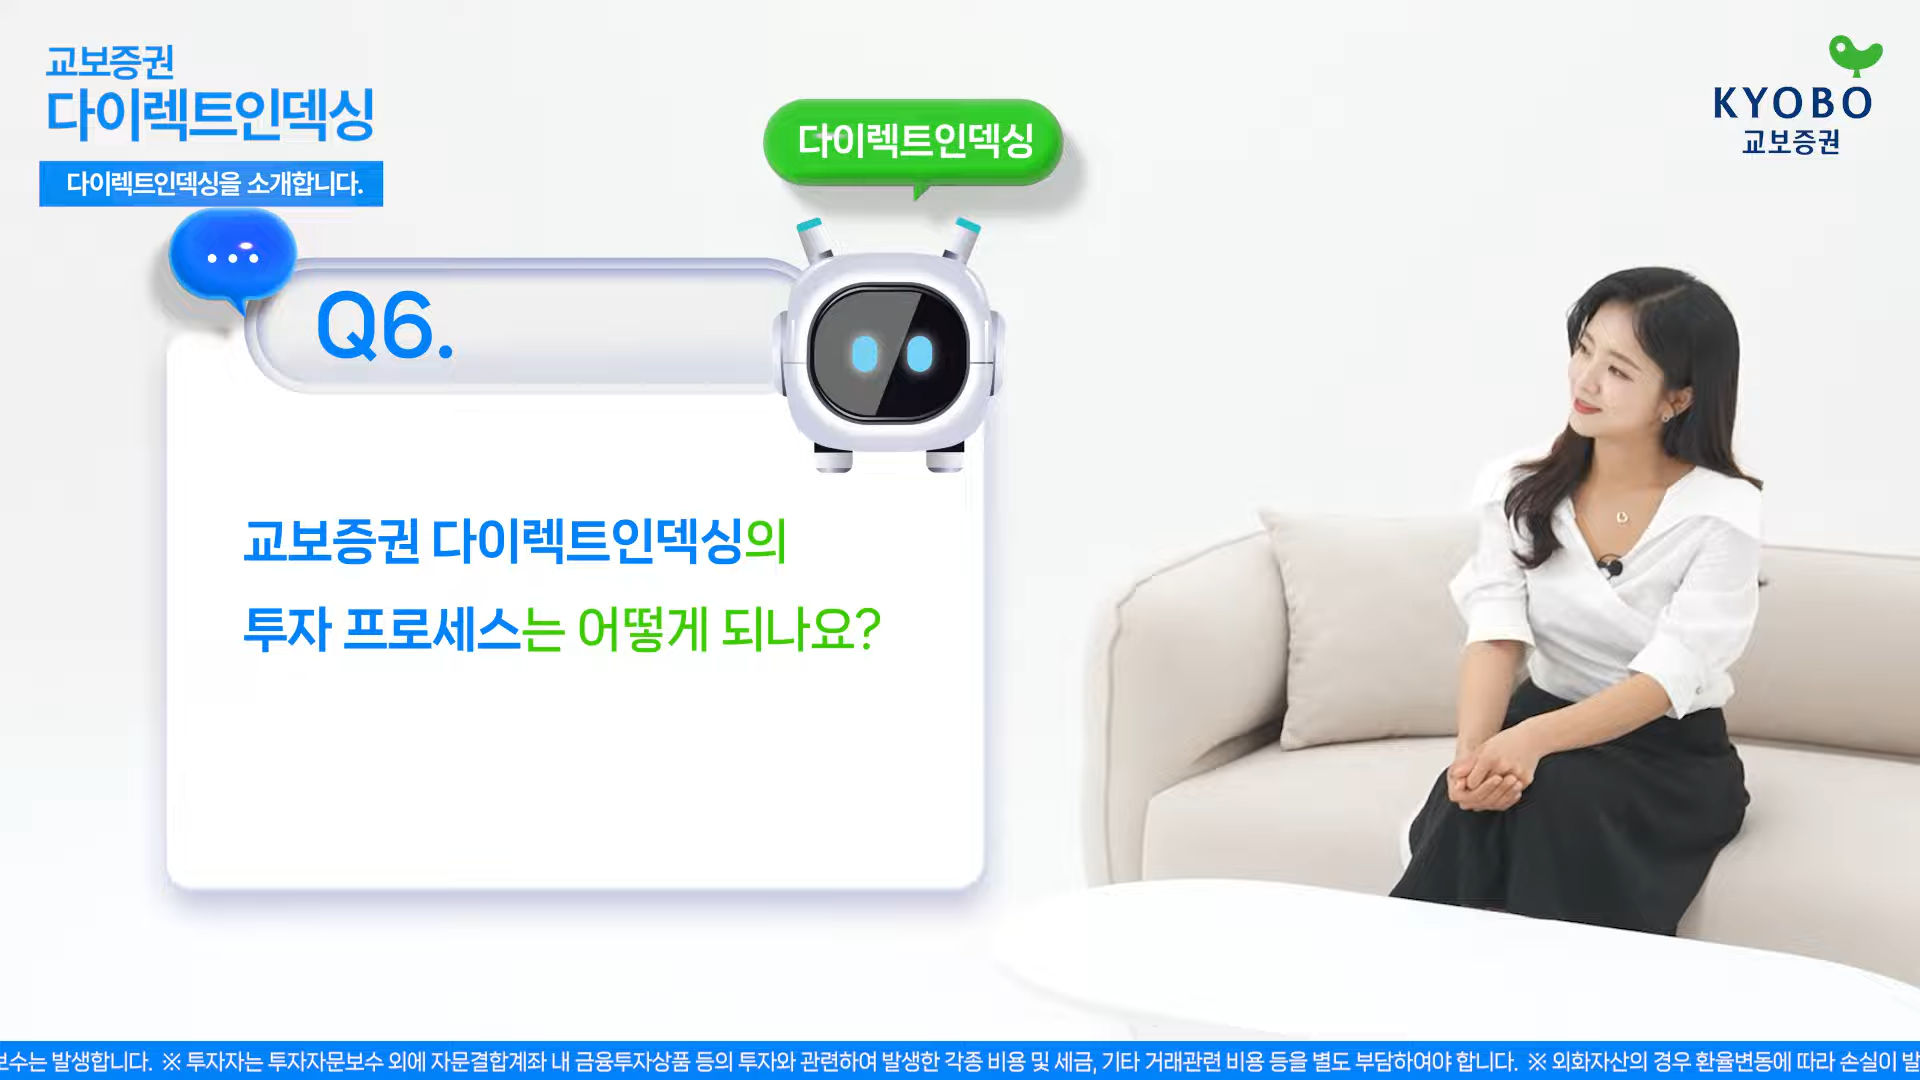 교보증권
다이렉트인덱싱
다이렉트인덱싱을 소개합니다.
다이렉트인덱싱
KYOBO
교보증권
Q6.
교보증권 다이렉트인덱싱의
투자 프로세스는 어떻게 되나요?
보수는 발생합니다. ※ 투자자는 투자자문보수 외에 자문결합계좌 내 금융투자상품 등의 투자와 관련하여 발생한 각종 비용 및 세금, 기타 거래관련 비용 등을 별도 부담하여야 합니다. ※ 외화자산의 경우 환율변동에 따라 손실이 발